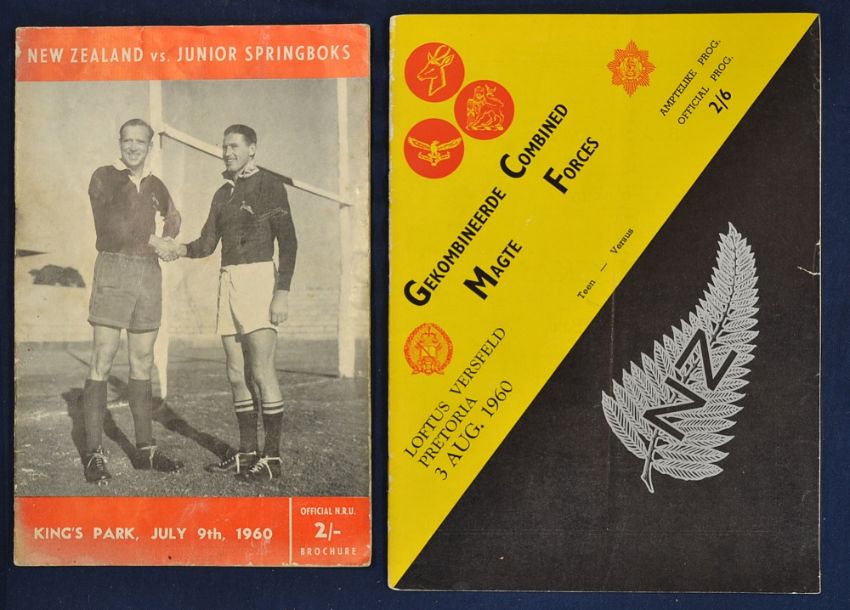 NEW ZEALAND vs. JUNIOR SPRINGBOKS
KING'S PARK, JULY 9th, 1960
OFFICIAL N.R.U.
2/-
BROCHURE
AMPTELIKE PROG.
OFFICIAL PROG.
2/6
GEKOMBINEERDE COMBINED
MAGTE FORCES
Teen — Versus
LOFTUS VERSFELD
PRETORIA
3 AUG. 1960
NZ